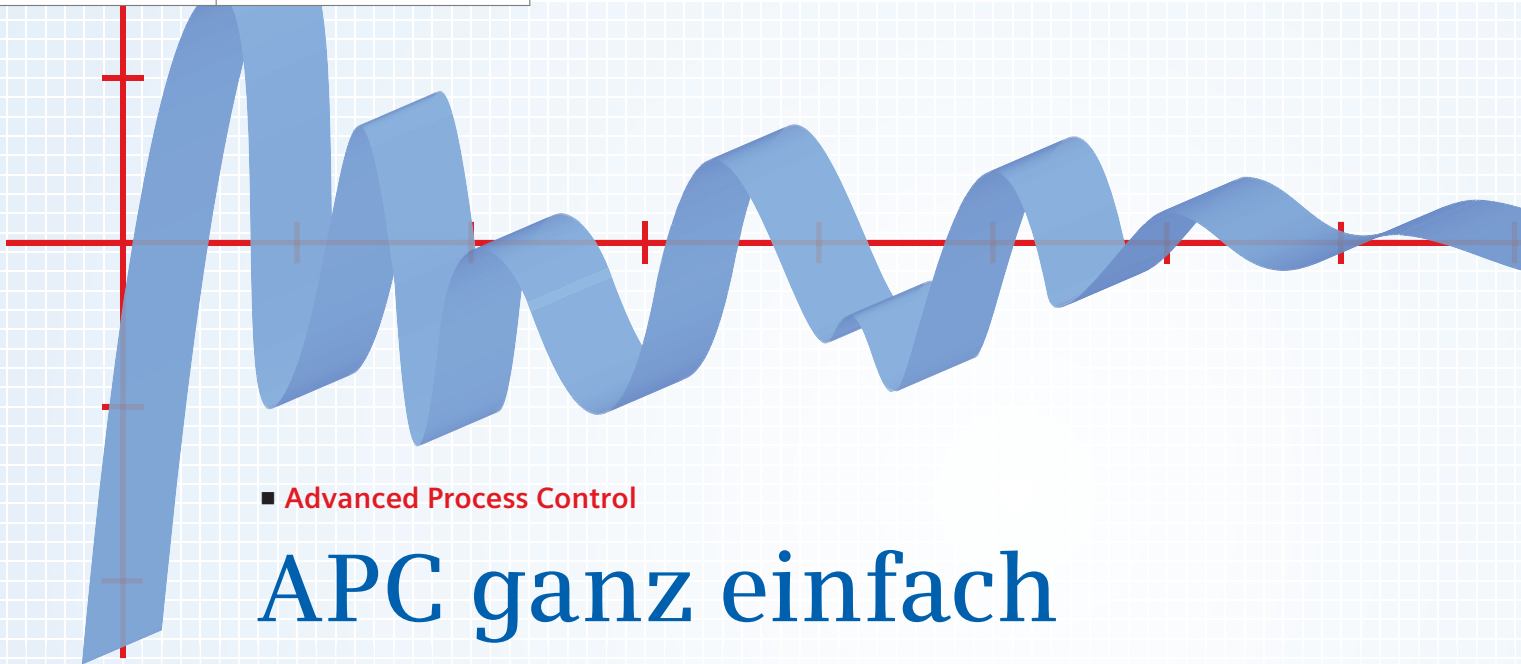 ■ Advanced Process Control
APC ganz einfach